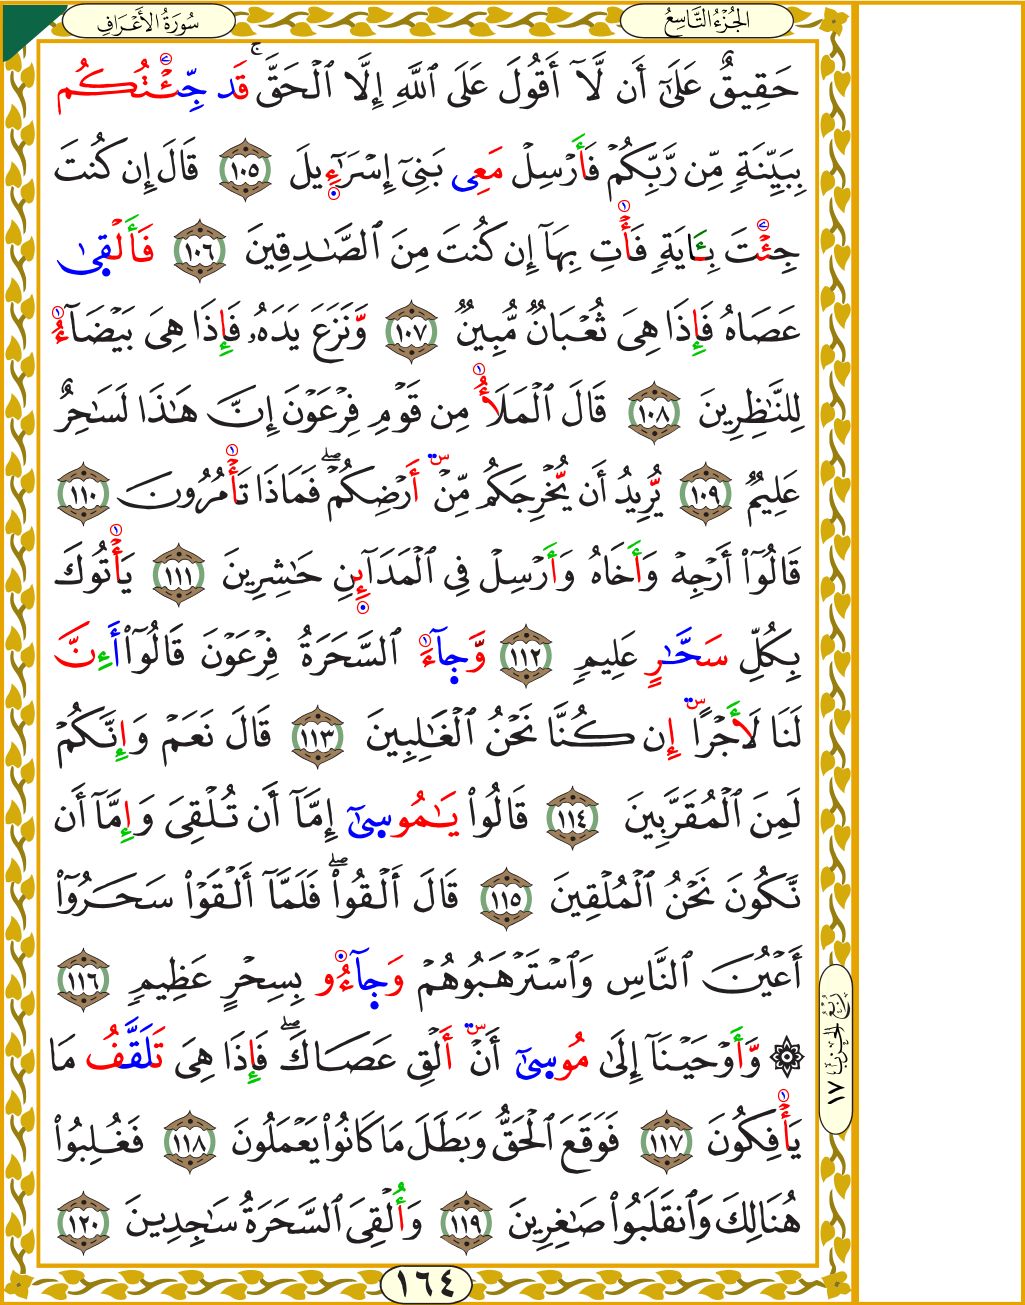 الجُزْءُ التَّاسِعُ
سُورَةُ الأَعْرَافِ
حَقِيقٌ عَلَىٰٓ أَن لَّآ أَقُولَ عَلَى ٱللَّهِ إِلَّا ٱلْحَقَّۚ قَد جِّئْتُكُم
بِبَيِّنَةٖ مِّن رَّبِّكُمْ فَأَرْسِلْ مَعِى بَنِىٓ إِسْرَٰٓءِيلَ ١٠٥ قَالَ إِن كُنتَ
جِئْتَ بِـَٔايَةٖ فَأْتِ بِهَآ إِن كُنتَ مِنَ ٱلصَّٰدِقِينَ ١٠٦ فَأَلْقَىٰ
عَصَاهُ فَإِذَا هِىَ ثُعْبَانٌ مُّبِينٌ ١٠٧ وَّنَزَعَ يَدَهُۥ فَإِذَا هِىَ بَيْضَآءُ
لِلنَّٰظِرِينَ ١٠٨ قَالَ ٱلْمَلَأُ مِن قَوْمِ فِرْعَوْنَ إِنَّ هَٰذَا لَسَٰحِرٌ
عَلِيمٌ ١٠٩ يُّرِيدُ أَن يُّخْرِجَكُم مِّنْ أَرْضِكُمْۖ فَمَاذَا تَأْمُرُونَ ١١٠
قَالُوٓا۟ أَرْجِهْ وَأَخَاهُ وَأَرْسِلْ فِى ٱلْمَدَآئِنِ حَٰشِرِينَ ١١١ يَأْتُوكَ
بِكُلِّ سَحَّٰرٍ عَلِيمٖ ١١٢ وَّجَآءَ ٱلسَّحَرَةُ فِرْعَوْنَ قَالُوٓا۟ أَءِنَّ
لَنَا لَأَجْرًا إِن كُنَّا نَحْنُ ٱلْغَٰلِبِينَ ١١٣ قَالَ نَعَمْ وَإِنَّكُمْ
لَمِنَ ٱلْمُقَرَّبِينَ ١١٤ قَالُوا۟ يَٰمُوسَىٰٓ إِمَّآ أَن تُلْقِىَ وَإِمَّآ أَن
نَّكُونَ نَحْنُ ٱلْمُلْقِينَ ١١٥ قَالَ أَلْقُوا۟ۖ فَلَمَّآ أَلْقَوْا۟ سَحَرُوٓا۟
أَعْيُنَ ٱلنَّاسِ وَٱسْتَرْهَبُوهُمْ وَجَآءُو بِسِحْرٍ عَظِيمٖ ١١٦
۞ وَّأَوْحَيْنَآ إِلَىٰ مُوسَىٰٓ أَنْ أَلْقِ عَصَاكَۖ فَإِذَا هِىَ تَلَقَّفُ مَا
يَأْفِكُونَ ١١٧ فَوَقَعَ ٱلْحَقُّ وَبَطَلَ مَا كَانُوا۟ يَعْمَلُونَ ١١٨ فَغُلِبُوا۟
هُنَالِكَ وَٱنقَلَبُوا۟ صَٰغِرِينَ ١١٩ وَأُلْقِىَ ٱلسَّحَرَةُ سَٰجِدِينَ ١٢٠
رُبْعُ الحِزْبِ ١٧
١٦٤